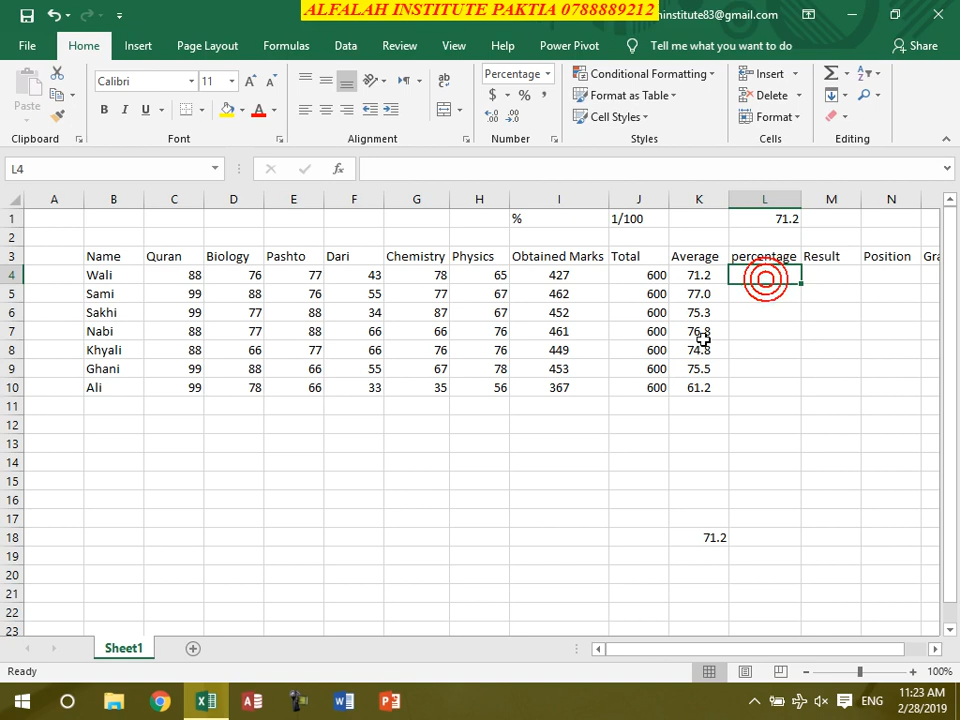 ALFALAH INSTITUTE PAKTIA 0788889212
ninstitute83@gmail.com
File Home Insert Page Layout Formulas Data Review View Help Power Pivot Tell me what you want to do Share
Calibri 11 Percentage Conditional Formatting Insert
Paste B I U $ % , Format as Table Delete
Cell Styles Format
Clipboard Font Alignment Number Styles Cells Editing
L4 fx
A B C D E F G H I J K L M N
1 % 1/100 71.2
2
3 Name Quran Biology Pashto Dari Chemistry Physics Obtained Marks Total Average percentage Result Position Gra
4 Wali 88 76 77 43 78 65 427 600 71.2
5 Sami 99 88 76 55 77 67 462 600 77.0
6 Sakhi 99 77 88 34 87 67 452 600 75.3
7 Nabi 88 77 88 66 66 76 461 600 76.8
8 Khyali 88 66 77 66 76 76 449 600 74.8
9 Ghani 99 88 66 55 67 78 453 600 75.5
10 Ali 99 78 66 33 35 56 367 600 61.2
11
12
13
14
15
16
17
18 71.2
19
20
21
22
23
Sheet1
Ready 100%
ENG 11:23 AM
2/28/2019